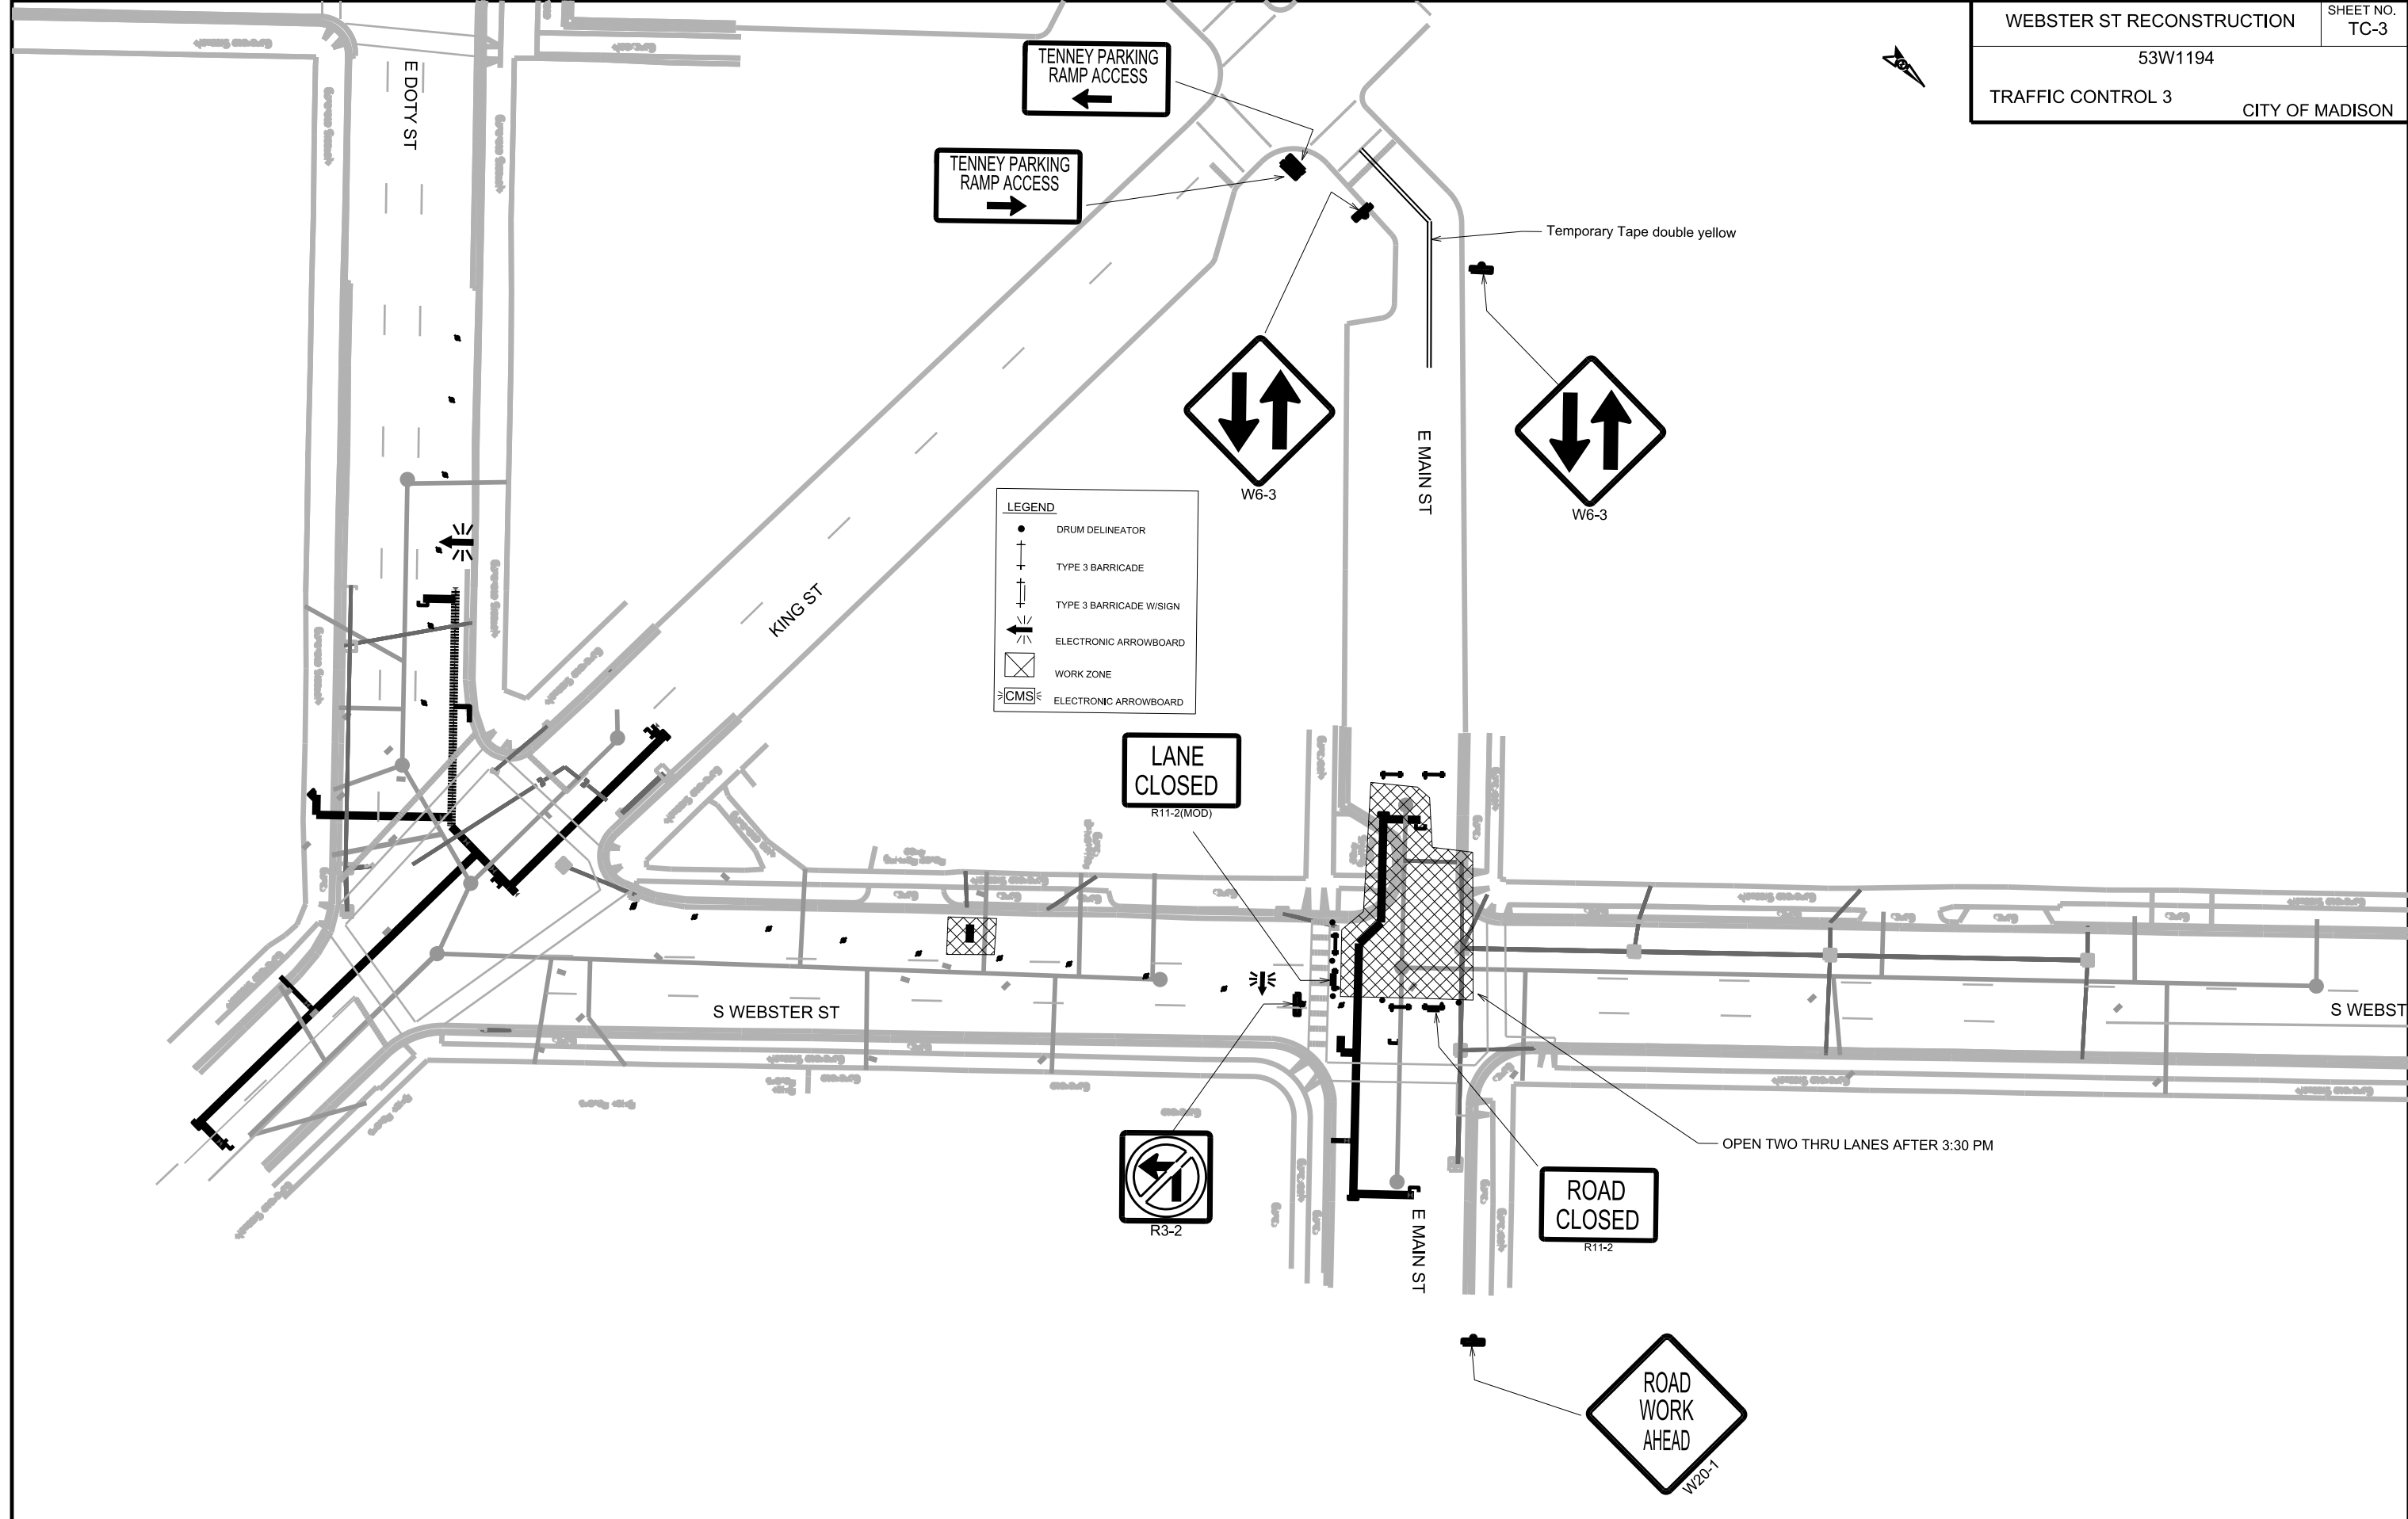 WEBSTER ST RECONSTRUCTION
SHEET NO.
TC-3
53W1194
TRAFFIC CONTROL 3
CITY OF MADISON
E DOTY ST
TENNEY PARKING
RAMP ACCESS
TENNEY PARKING
RAMP ACCESS
Temporary Tape double yellow
W6-3
W6-3
E MAIN ST
KING ST
LEGEND
DRUM DELINEATOR
TYPE 3 BARRICADE
TYPE 3 BARRICADE W/SIGN
ELECTRONIC ARROWBOARD
WORK ZONE
CMS
ELECTRONIC ARROWBOARD
LANE
CLOSED
R11-2(MOD)
S WEBSTER ST
S WEBST
OPEN TWO THRU LANES AFTER 3:30 PM
R3-2
ROAD
CLOSED
R11-2
E MAIN ST
ROAD
WORK
AHEAD
W20-1